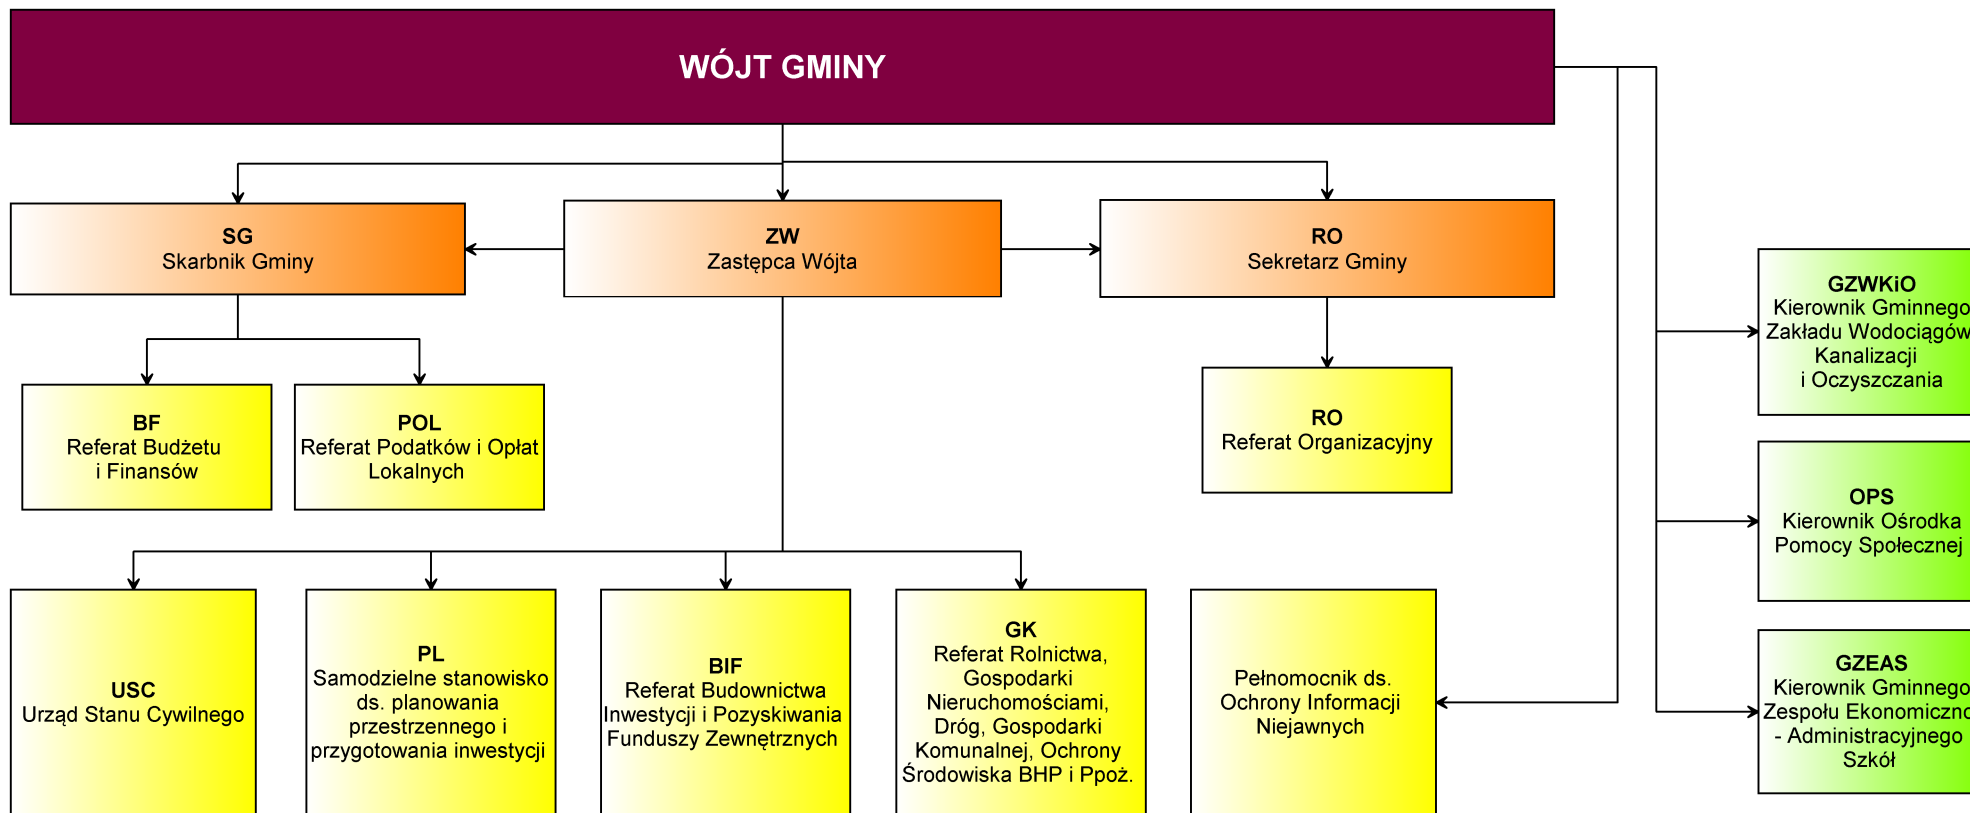 WÓJT GMINY
SG
Skarbnik Gminy
ZW
Zastępca Wójta
RO
Sekretarz Gminy
GZWKiO
Kierownik Gminnego
Zakładu Wodociągów
Kanalizacji
i Oczyszczania
BF
Referat Budżetu
i Finansów
POL
Referat Podatków i Opłat
Lokalnych
RO
Referat Organizacyjny
OPS
Kierownik Ośrodka
Pomocy Społecznej
USC
Urząd Stanu Cywilnego
PL
Samodzielne stanowisko
ds. planowania
przestrzennego i
przygotowania inwestycji
BIF
Referat Budownictwa
Inwestycji i Pozyskiwania
Funduszy Zewnętrznych
GK
Referat Rolnictwa,
Gospodarki
Nieruchomościami,
Dróg, Gospodarki
Komunalnej, Ochrony
Środowiska BHP i Ppoż.
Pełnomocnik ds.
Ochrony Informacji
Niejawnych
GZEAS
Kierownik Gminnego
Zespołu Ekonomiczno
- Administracyjnego
Szkół